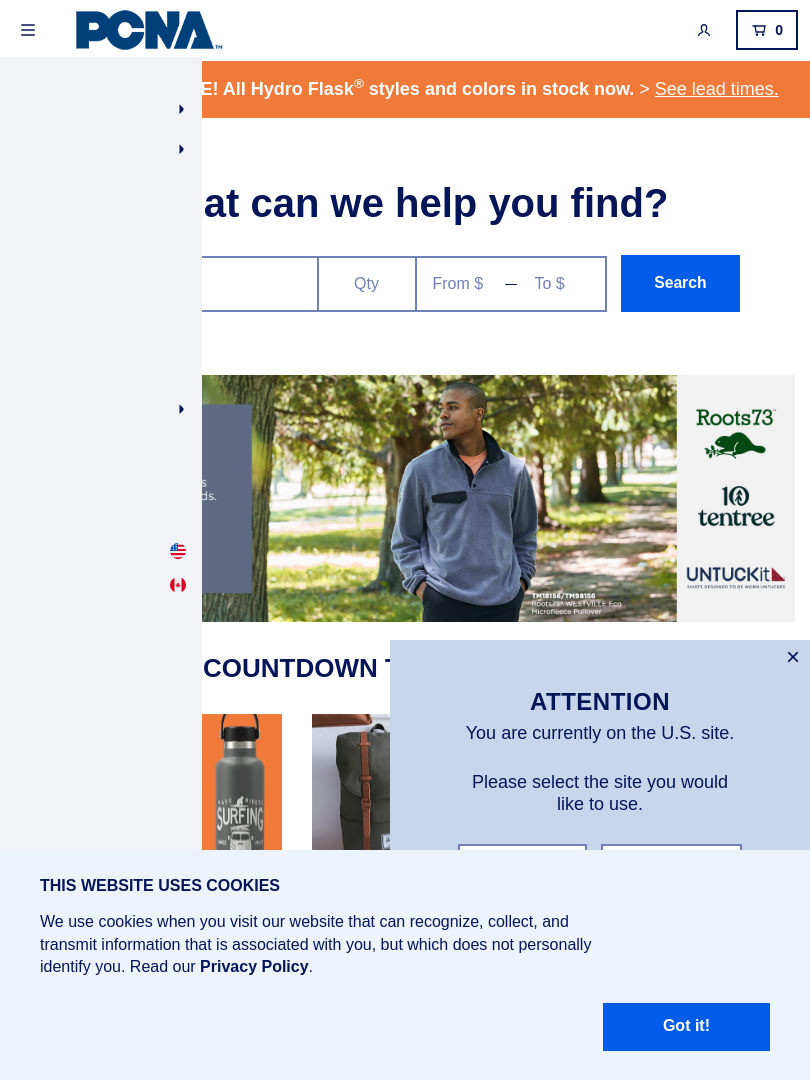 PCNA™
0
E! All Hydro Flask® styles and colors in stock now. > See lead times.
at can we help you find?
Qty
From $ — To $
Search
s
ds.
Roots73™
10
tentree
UNTUCKit
SHIRTS DESIGNED TO BE WORN UNTUCKED
TM18156/TM98156
Roots73® WESTVILLE Eco
Microfleece Pullover
COUNTDOWN T
SURFING
ATTENTION
You are currently on the U.S. site.
Please select the site you would
like to use.
THIS WEBSITE USES COOKIES
We use cookies when you visit our website that can recognize, collect, and
transmit information that is associated with you, but which does not personally
identify you. Read our Privacy Policy.
Got it!